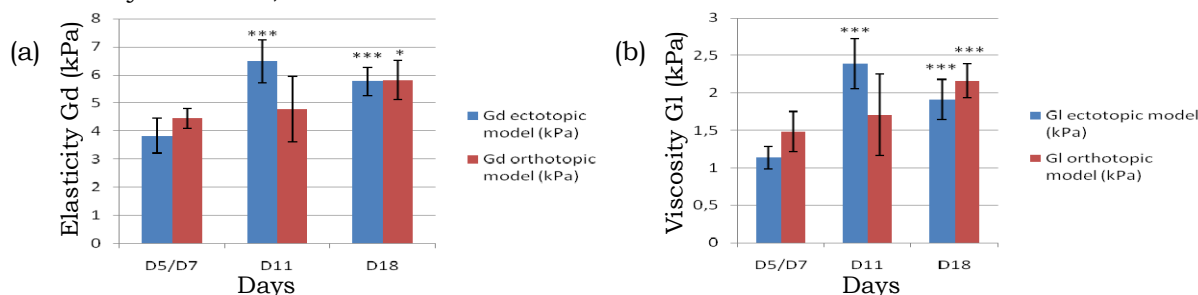 (a)
Elasticity Gd (kPa)
8
7
6
5
4
3
2
1
0
***
***
*
D5/D7
D11
D18
Days
Gd ectotopic
model (kPa)
Gd orthotopic
model (kPa)
(b)
Viscosity Gl (kPa)
3
2,5
2
1,5
1
0,5
0
***
***
***
D5/D7
D11
D18
Days
Gl ectotopic model
(kPa)
Gl orthotopic
model (kPa)